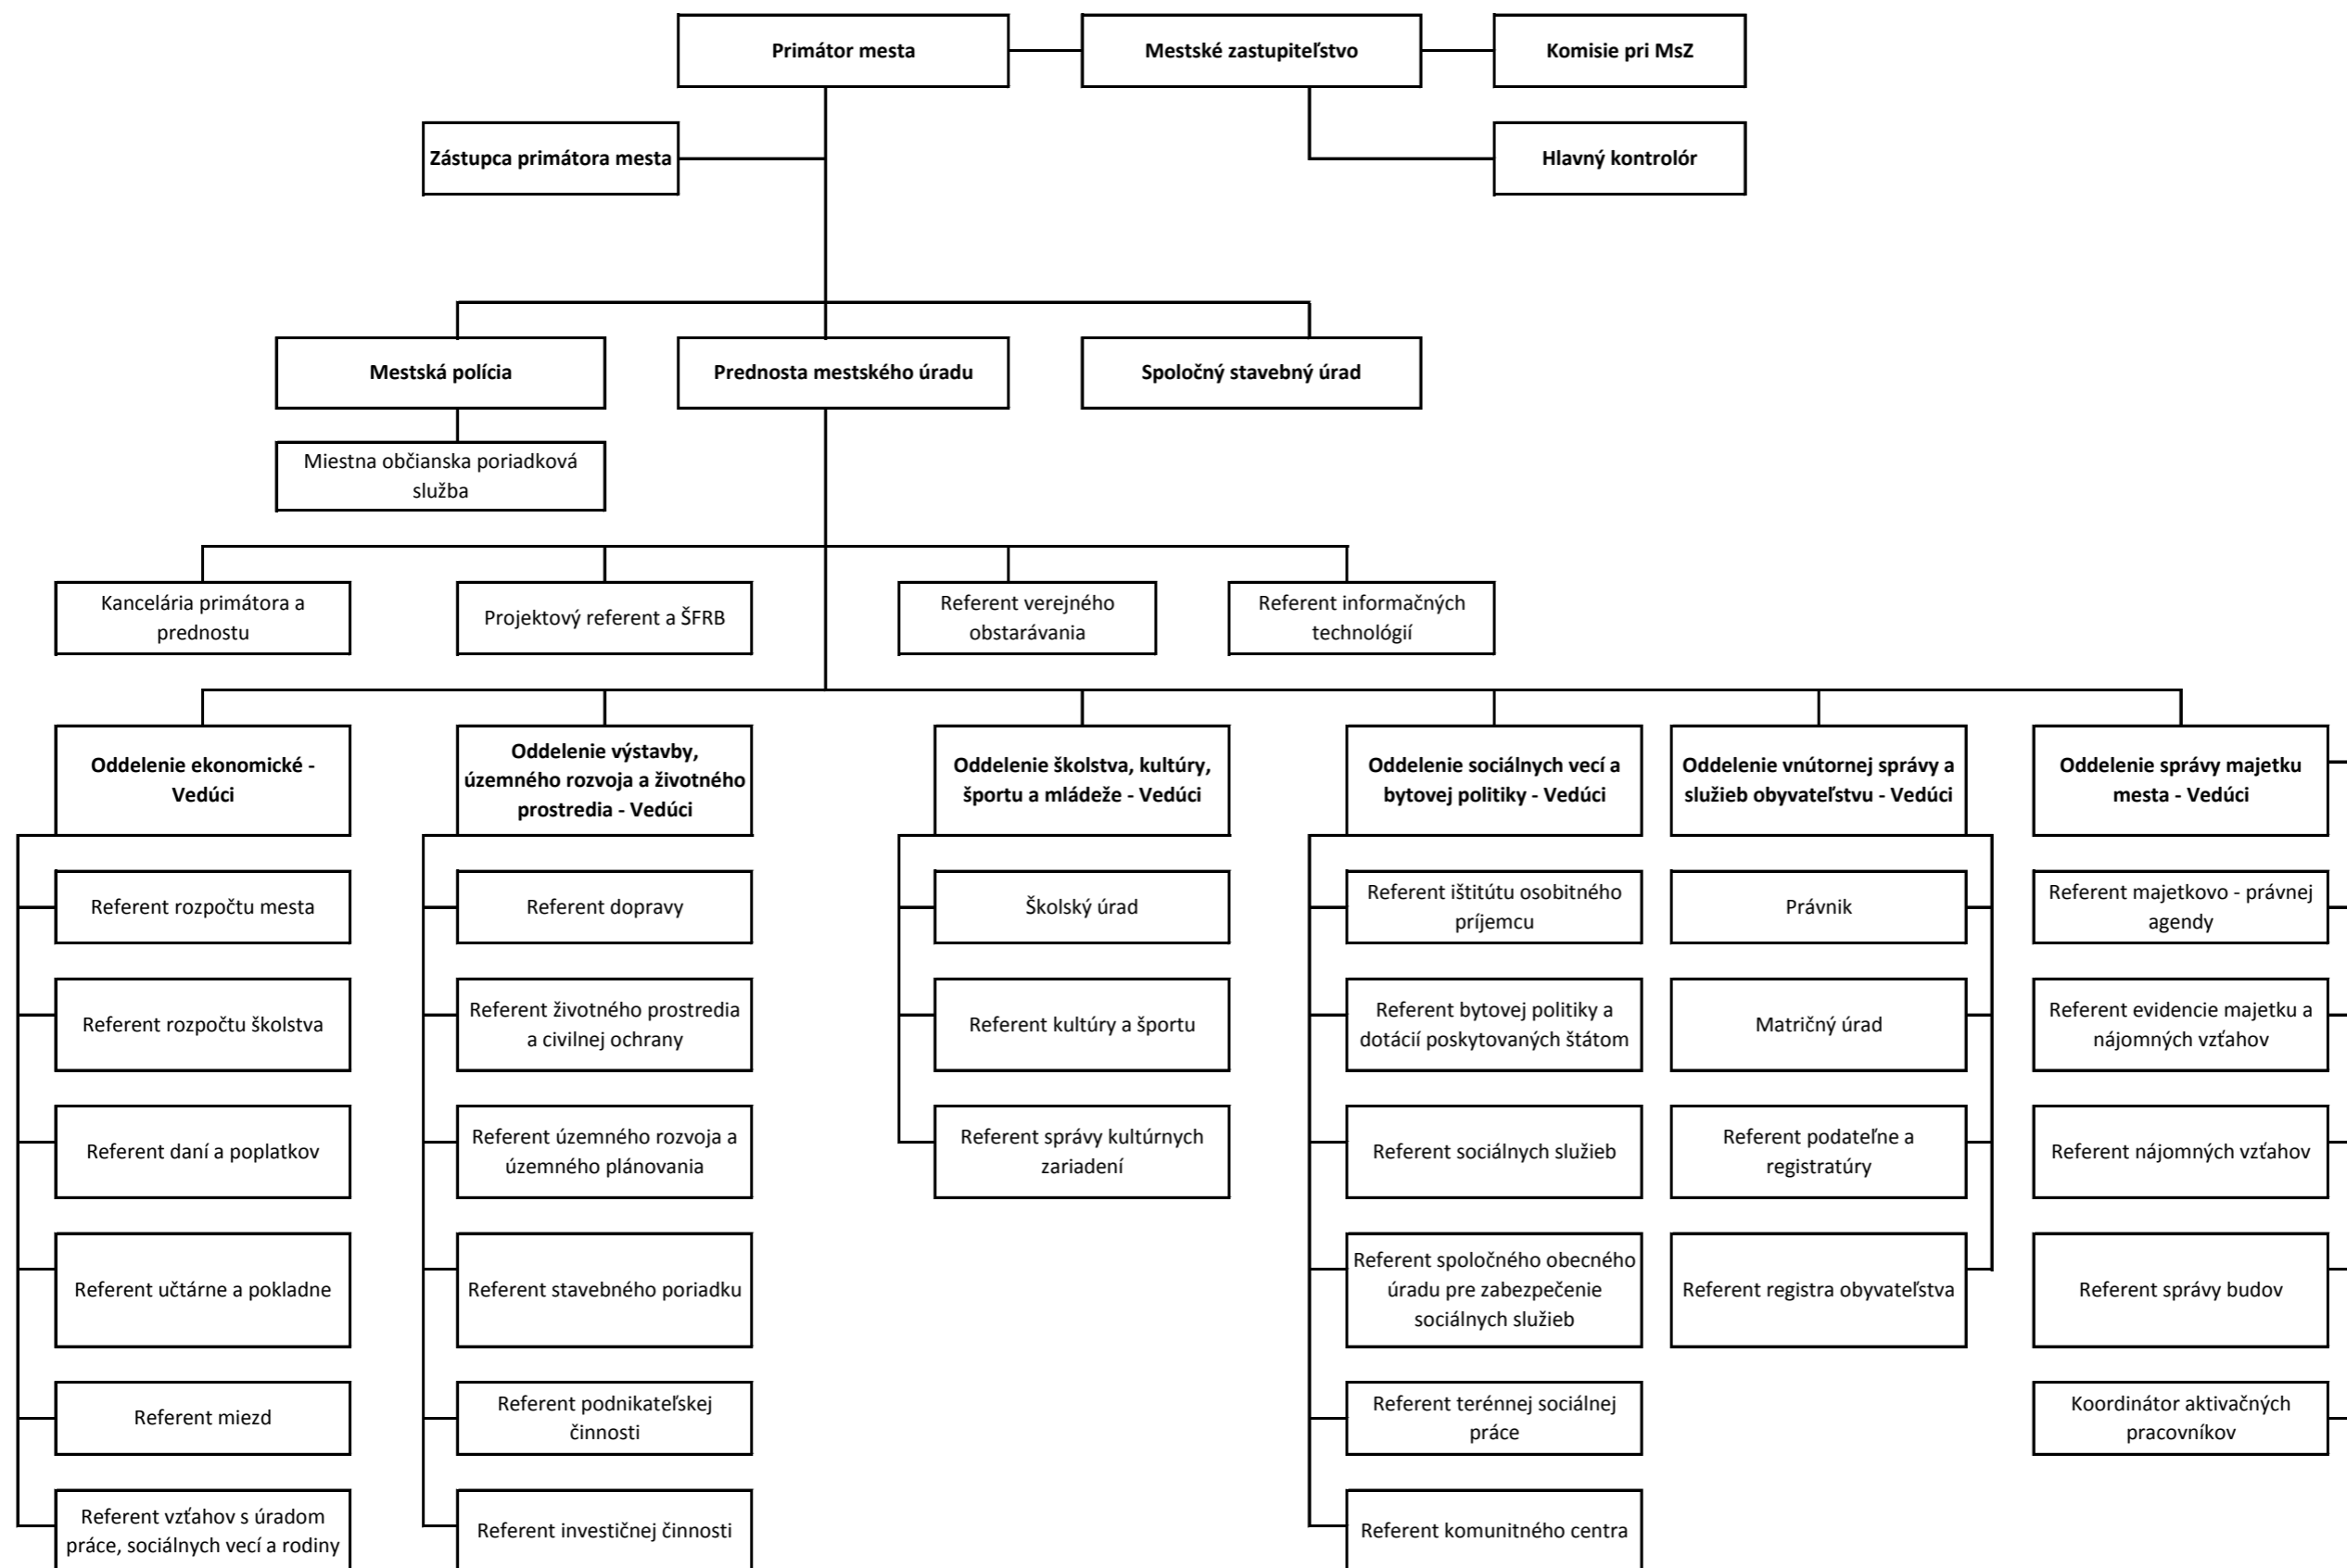 Primátor mesta
Mestské zastupiteľstvo
Komisie pri MsZ
Zástupca primátora mesta
Hlavný kontrolór
Mestská polícia
Prednosta mestského úradu
Spoločný stavebný úrad
Miestna občianska poriadková
služba
Kancelária primátora a
prednostu
Projektový referent a ŠFRB
Referent verejného
obstarávania
Referent informačných
technológií
Oddelenie ekonomické -
Vedúci
Oddelenie výstavby,
územného rozvoja a životného
prostredia - Vedúci
Oddelenie školstva, kultúry,
športu a mládeže - Vedúci
Oddelenie sociálnych vecí a
bytovej politiky - Vedúci
Oddelenie vnútornej správy a
služieb obyvateľstvu - Vedúci
Oddelenie správy majetku
mesta - Vedúci
Referent rozpočtu mesta
Referent dopravy
Školský úrad
Referent ištitútu osobitného
príjemcu
Právnik
Referent majetkovo - právnej
agendy
Referent rozpočtu školstva
Referent životného prostredia
a civilnej ochrany
Referent kultúry a športu
Referent bytovej politiky a
dotácií poskytovaných štátom
Matričný úrad
Referent evidencie majetku a
nájomných vzťahov
Referent daní a poplatkov
Referent územného rozvoja a
územného plánovania
Referent správy kultúrnych
zariadení
Referent sociálnych služieb
Referent podateľne a
registratúry
Referent nájomných vzťahov
Referent učtárne a pokladne
Referent stavebného poriadku
Referent spoločného obecného
úradu pre zabezpečenie
sociálnych služieb
Referent registra obyvateľstva
Referent správy budov
Referent miezd
Referent podnikateľskej
činnosti
Referent terénnej sociálnej
práce
Koordinátor aktivačných
pracovníkov
Referent vzťahov s úradom
práce, sociálnych vecí a rodiny
Referent investičnej činnosti
Referent komunitného centra